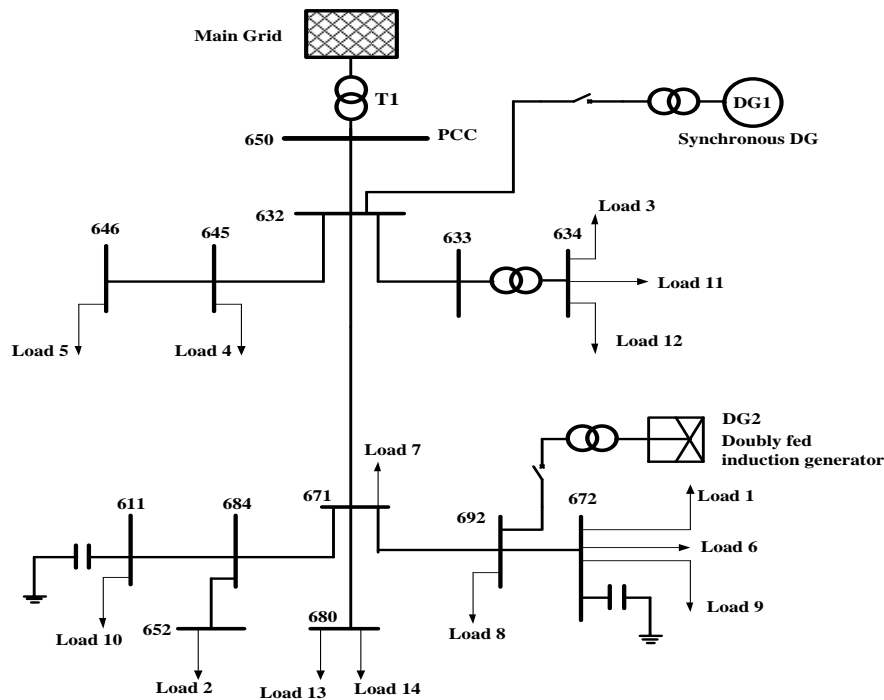 Main Grid
T1
DG1
650
PCC
Synchronous DG
632
Load 3
646
645
633
634
Load 11
Load 5
Load 4
Load 12
DG2
Doubly fed
induction generator
Load 7
671
692
672
Load 1
611
684
Load 6
Load 9
Load 10
652
680
Load 8
Load 2
Load 13
Load 14